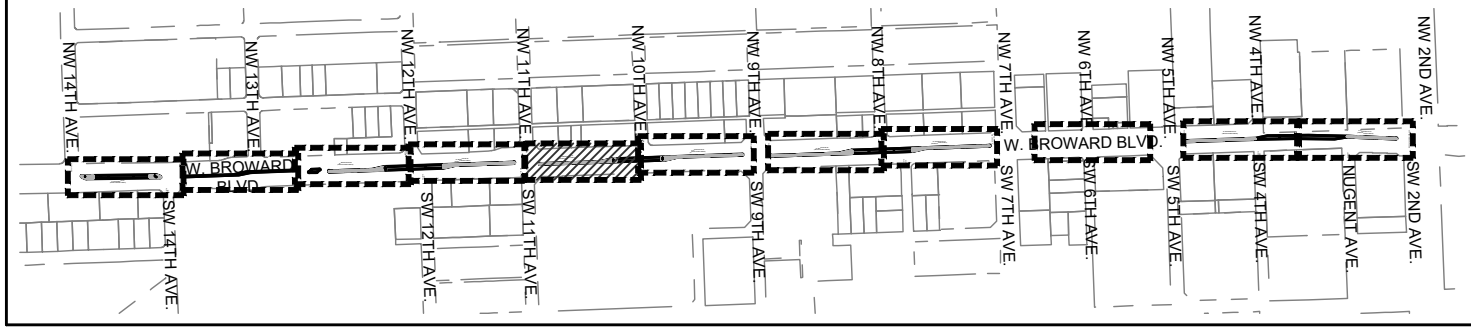 NW 14TH AVE.
NW 13TH AVE.
NW 12TH AVE.
NW 11TH AVE.
NW 10TH AVE.
NW 9TH AVE.
NW 8TH AVE.
NW 7TH AVE.
NW 6TH AVE.
NW 5TH AVE.
NW 4TH AVE.
NW 2ND AVE.
W. BROWARD
BLVD.
W. BROWARD BLVD.
SW 14TH AVE.
SW 12TH AVE.
SW 11TH AVE.
SW 9TH AVE.
SW 7TH AVE.
SW 6TH AVE.
SW 5TH AVE.
SW 4TH AVE.
NUGENT AVE.
SW 2ND AVE.